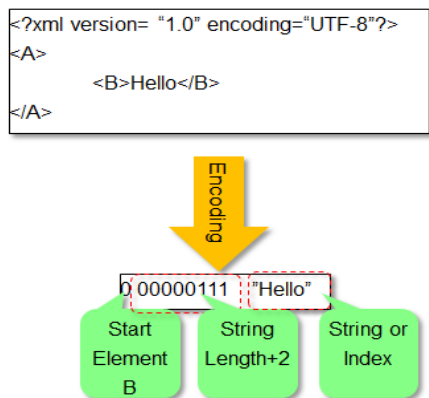 <?xml version= “1.0” encoding=“UTF-8”?>
<A>
<B>Hello</B>
</A>
Encoding
0 00000111 ”Hello”
Start
Element
B
String
Length+2
String or
Index